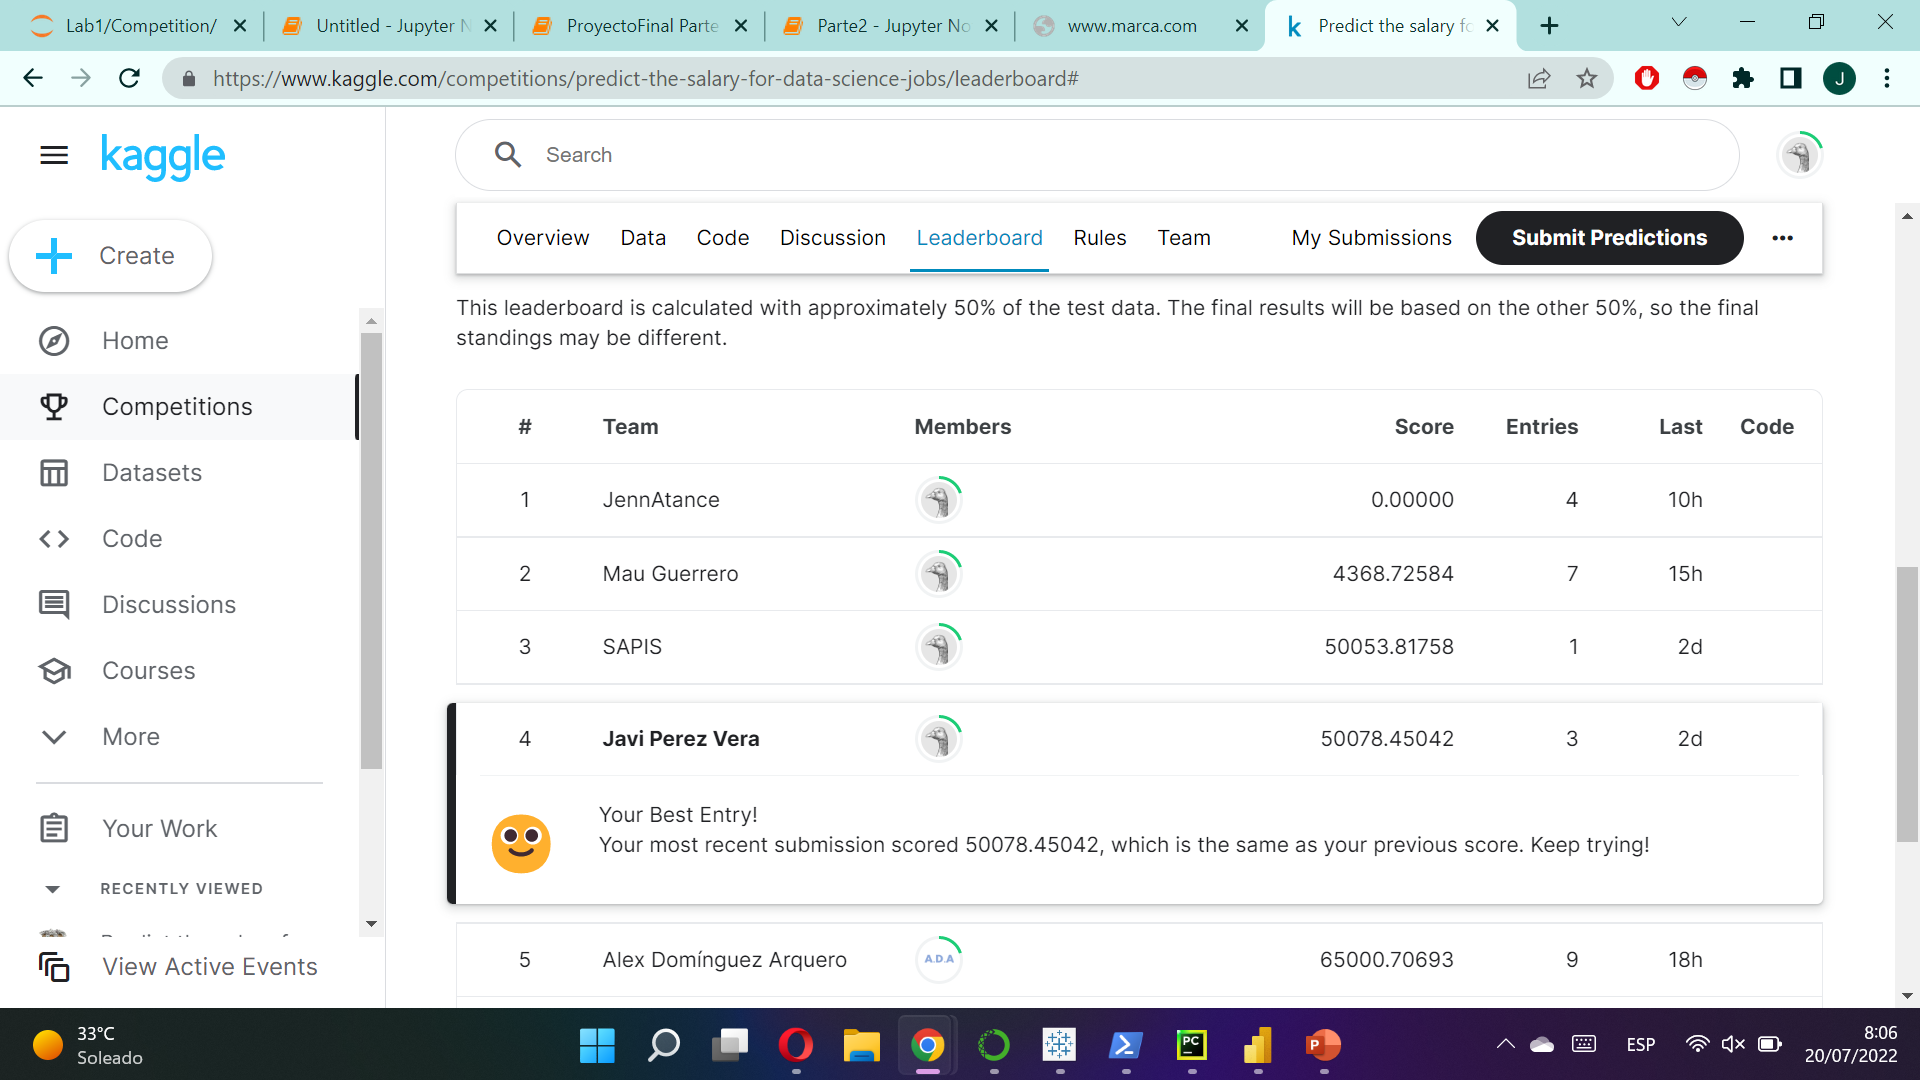 Lab1/Competition/
Untitled - Jupyter N
ProyectoFinal Parte
Parte2 - Jupyter No
www.marca.com
Predict the salary fo
https://www.kaggle.com/competitions/predict-the-salary-for-data-science-jobs/leaderboard#
J
kaggle
Search
Create
Overview Data Code Discussion Leaderboard Rules Team My Submissions Submit Predictions
Home
Competitions
Datasets
Code
Discussions
Courses
More
Your Work
RECENTLY VIEWED
View Active Events
This leaderboard is calculated with approximately 50% of the test data. The final results will be based on the other 50%, so the final
standings may be different.
# Team Members Score Entries Last Code
1 JennAtance 0.00000 4 10h
2 Mau Guerrero 4368.72584 7 15h
3 SAPIS 50053.81758 1 2d
4 Javi Perez Vera 50078.45042 3 2d
Your Best Entry!
Your most recent submission scored 50078.45042, which is the same as your previous score. Keep trying!
5 Alex Domínguez Arquero A.D.A 65000.70693 9 18h
33°C
Soleado
PC
P
ESP
8:06
20/07/2022